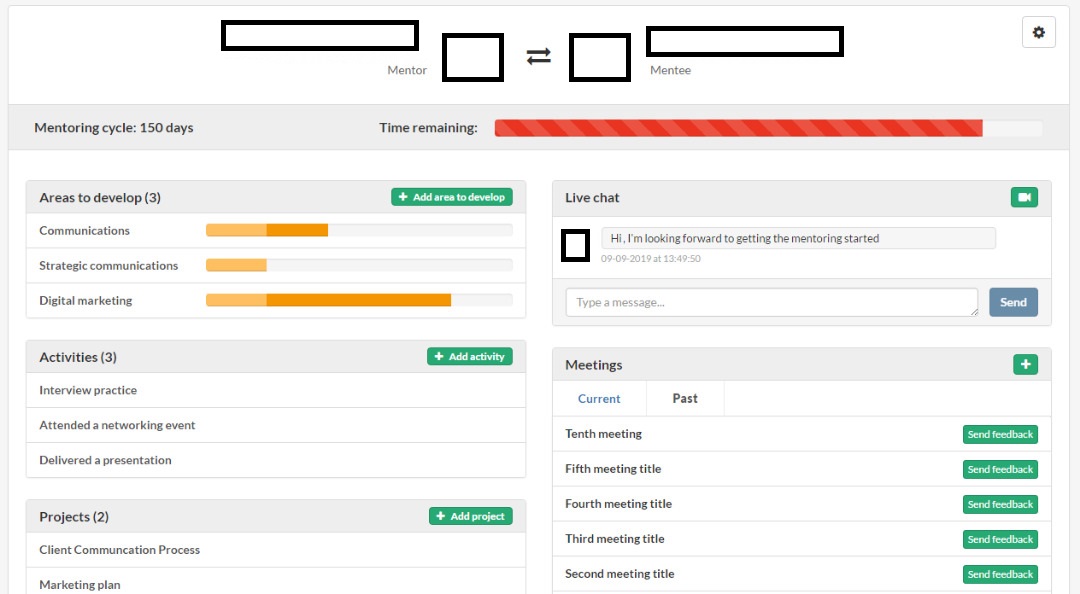 Mentor
Mentee
Mentoring cycle: 150 days
Time remaining:
Areas to develop (3)
Add area to develop
Communications
Strategic communications
Digital marketing
Activities (3)
Add activity
Interview practice
Attended a networking event
Delivered a presentation
Projects (2)
Add project
Client Communcation Process
Marketing plan
Live chat
Hi, I'm looking forward to getting the mentoring started
09-09-2019 at 13:49:50
Type a message...
Send
Meetings
Current
Past
Tenth meeting
Send feedback
Fifth meeting title
Send feedback
Fourth meeting title
Send feedback
Third meeting title
Send feedback
Second meeting title
Send feedback